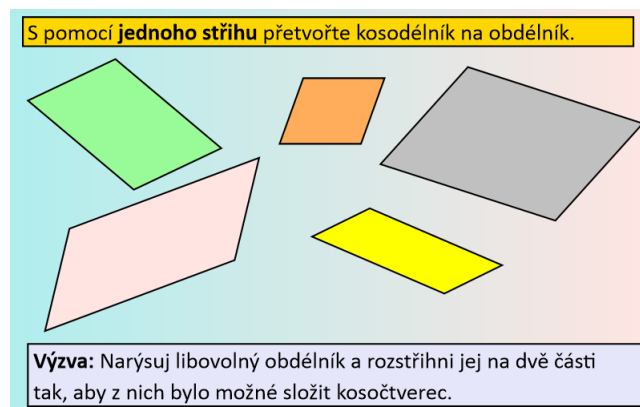 S pomocí jednoho střihu přetvořte kosodélník na obdélník.
Výzva: Narýsuj libovolný obdélník a rozstřihni jej na dvě části
tak, aby z nich bylo možné složit kosočtverec.